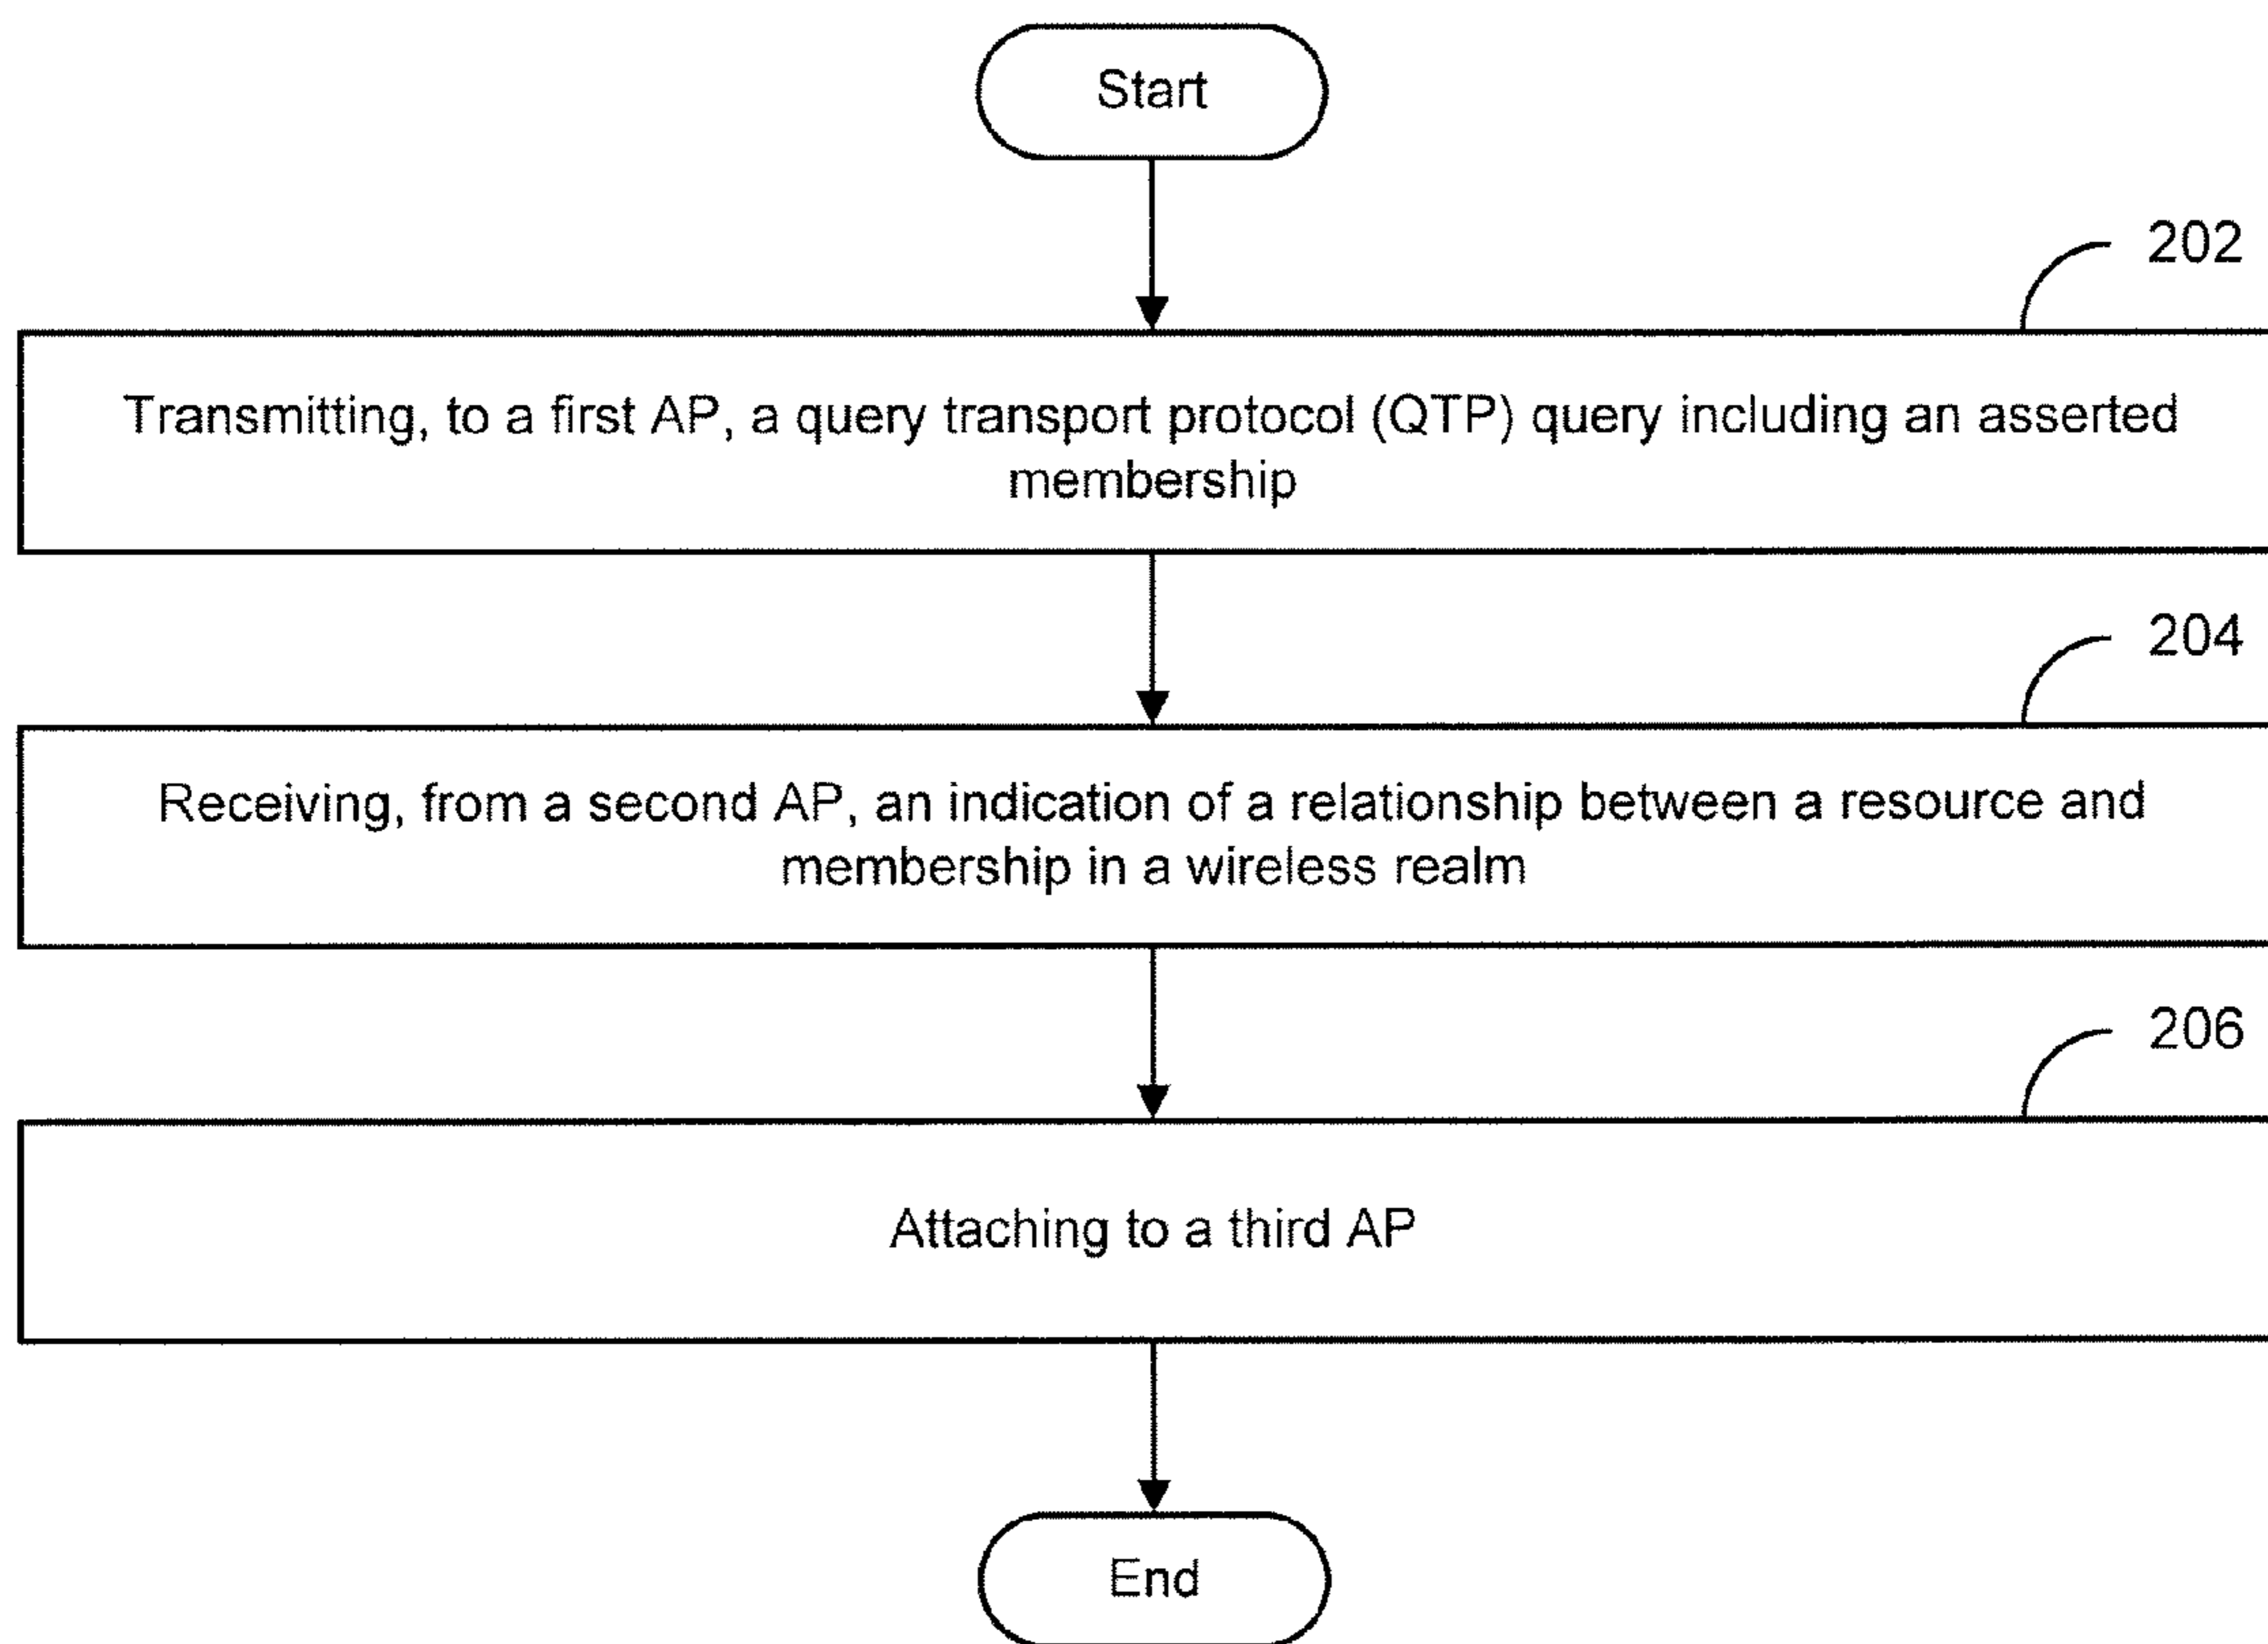 Start
202
Transmitting, to a first AP, a query transport protocol (QTP) query including an asserted
membership
204
Receiving, from a second AP, an indication of a relationship between a resource and
membership in a wireless realm
206
Attaching to a third AP
End